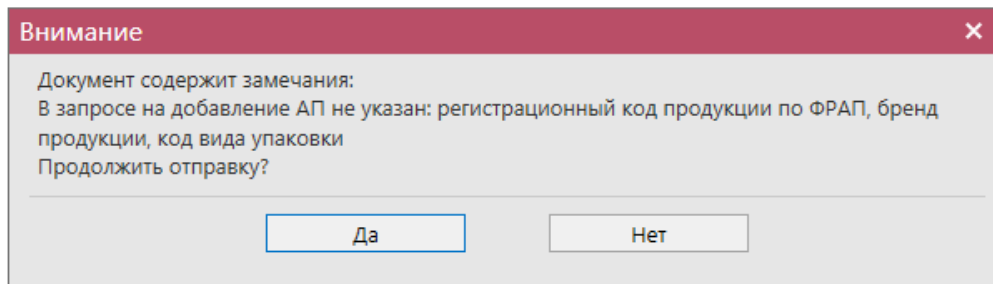 Внимание
Документ содержит замечания:
В запросе на добавление АП не указан: регистрационный код продукции по ФРАП, бренд
продукции, код вида упаковки
Продолжить отправку?
Да
Нет